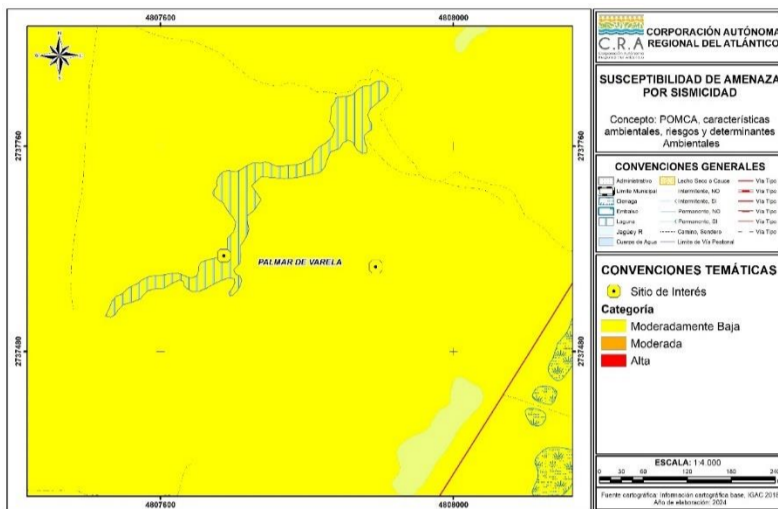 4807600
4808000
2737760
2737480
PALMAR DE VARELA
2737760
2737480
4807600
4808000
C.R.A
CORPORACIÓN AUTÓNOMA
REGIONAL DEL ATLÁNTICO
SUSCEPTIBILIDAD DE AMENAZA
POR SISMICIDAD
Concepto: POMCA, características
ambientales, riesgos y determinantes
Ambientales
CONVENCIONES GENERALES
Administrativo
Limite Municipal
Cienaga
Embalse
Laguna
Jagüey R
Cuerpo de Agua
Lecho Seco o Cauce
Intermitente, NO
Intermitente, SI
Permanente, NO
Permanente, SI
Camino, Sendero
Limite de Vía Peatonal
Vía Tipo
Vía Tipo
Vía Tipo
Vía Tipo
Vía Tipo
Vía Tipo
CONVENCIONES TEMÁTICAS
Sitio de Interés
Categoría
Moderadamente Baja
Moderada
Alta
ESCALA: 1:4.000
0 30 60 120 180 240
Fuente cartográfica: Información cartográfica base, IGAC
Año de elaboración: 2024